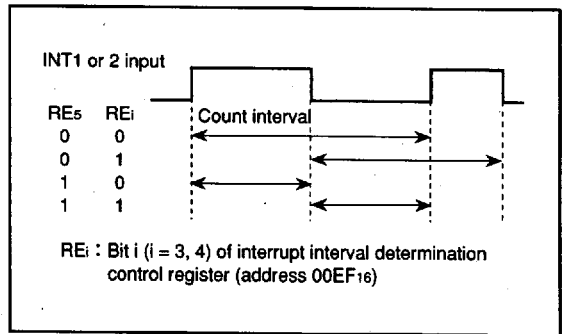 INT1 or 2 input
RE5 REi Count interval
0 0
0 1
1 0
1 1
REi : Bit i (i = 3, 4) of interrupt interval determination
control register (address 00EF16)